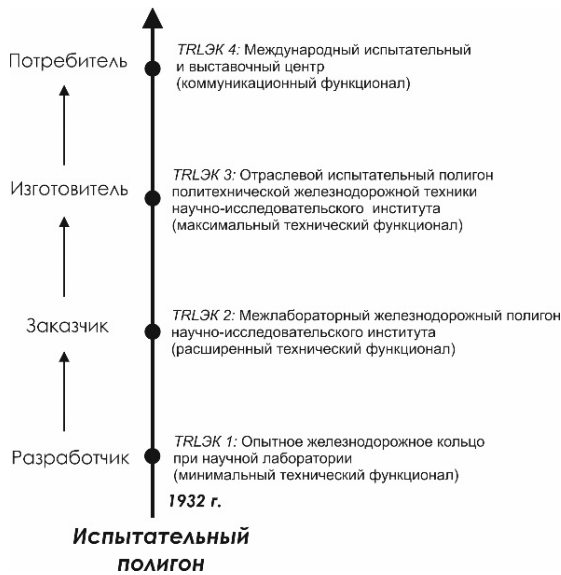 Потребитель
TRLЭК 4: Международный испытательный
и выставочный центр
(коммуникационный функционал)
Изготовитель
TRLЭК 3: Отраслевой испытательный полигон
политехнической железнодорожной техники
научно-исследовательского института
(максимальный технический функционал)
Заказчик
TRLЭК 2: Межлабораторный железнодорожный полигон
научно-исследовательского института
(расширенный технический функционал)
Разработчик
TRLЭК 1: Опытное железнодорожное кольцо
при научной лаборатории
(минимальный технический функционал)
1932 г.
Испытательный
полигон